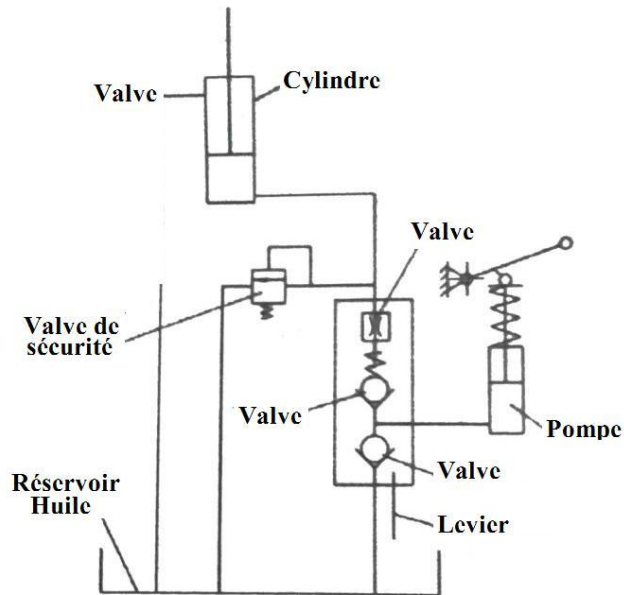 Valve
Cylindre
Valve
Valve de
sécurité
Valve
Pompe
Valve
Réservoir
Huile
Levier